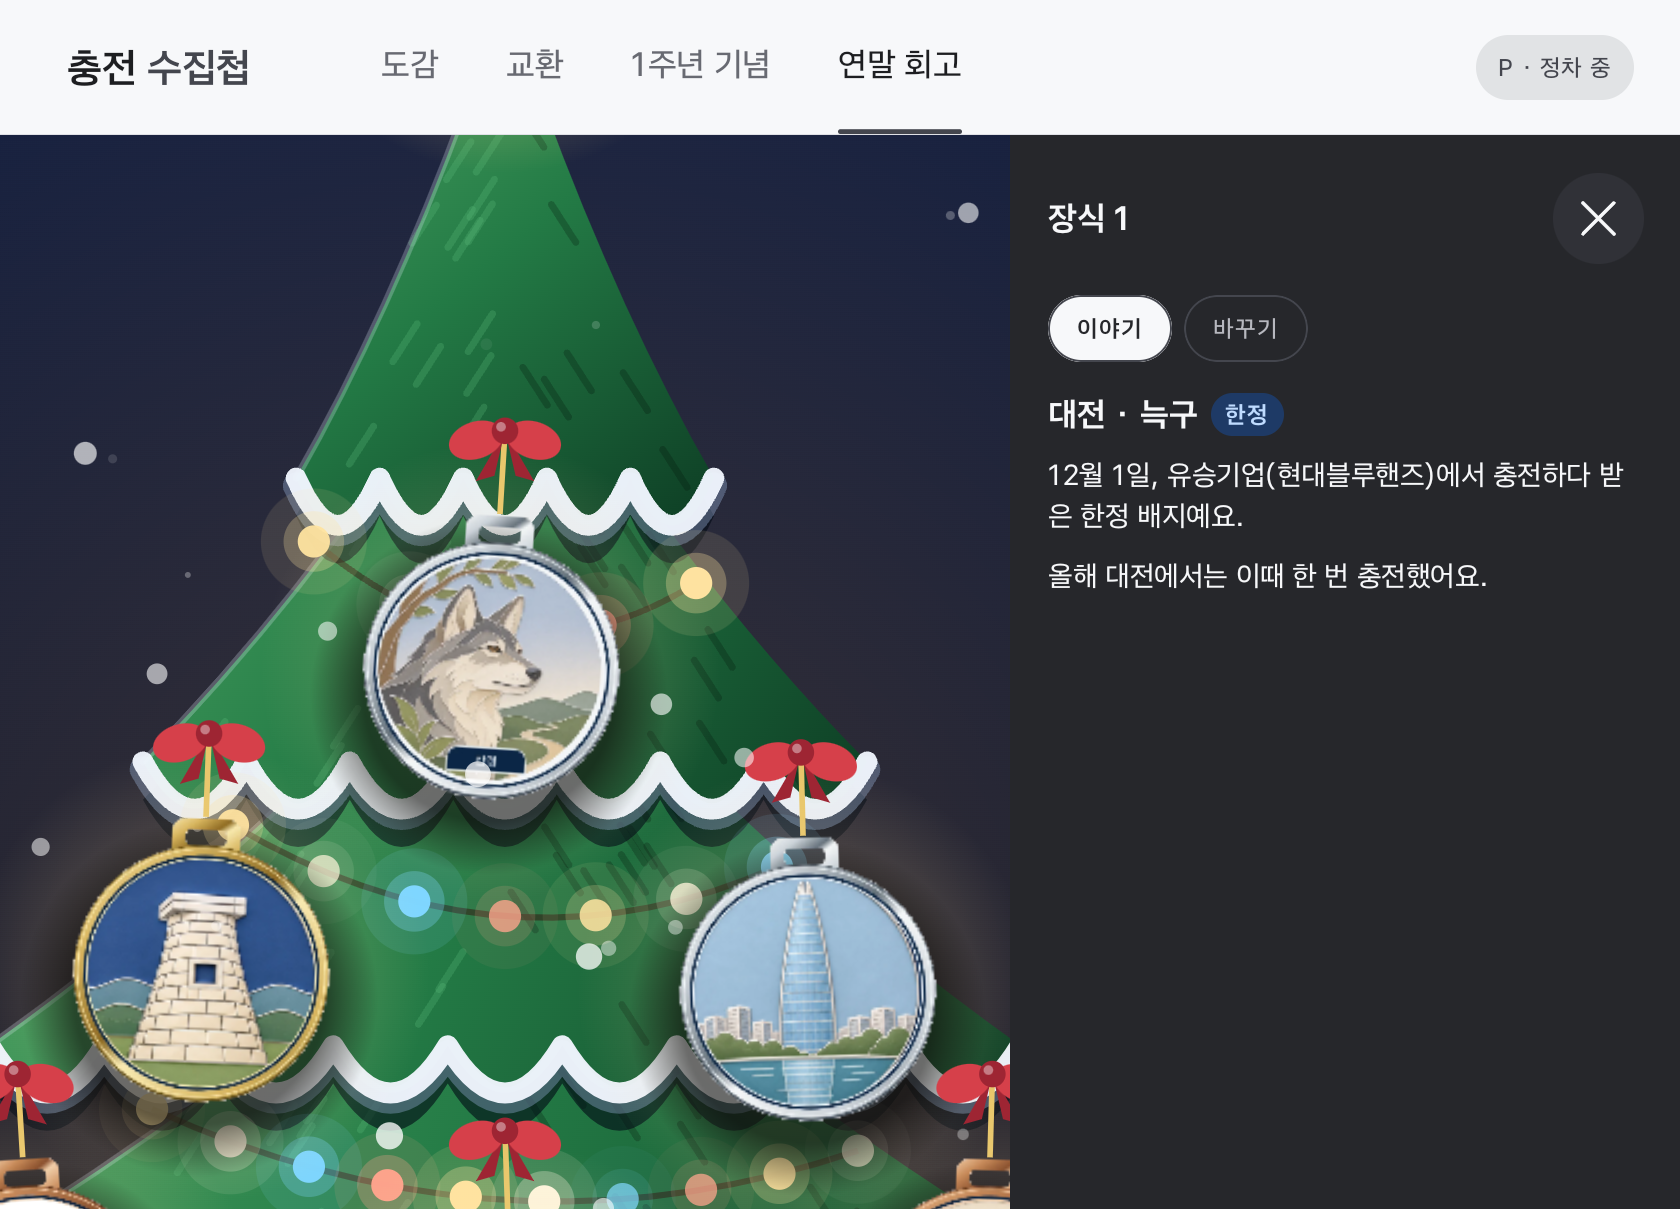 충전 수집첩
도감
교환
1주년 기념
연말 회고
P · 정차 중
장식 1
이야기
바꾸기
대전 · 늑구
한정
12월 1일, 유승기업(현대블루핸즈)에서 충전하다 받
은 한정 배지예요.
올해 대전에서는 이때 한 번 충전했어요.